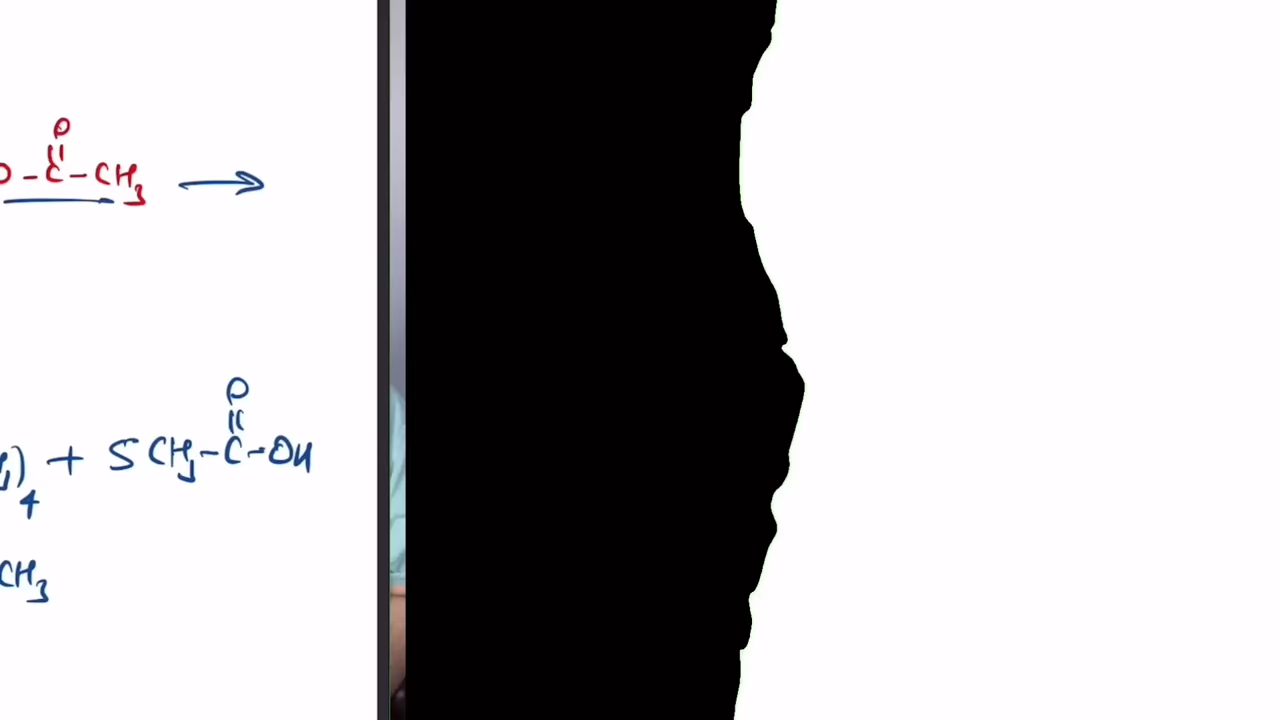 O
O - C - CH3 →
O
)4 + 5 CH3 - C - OH
CH3